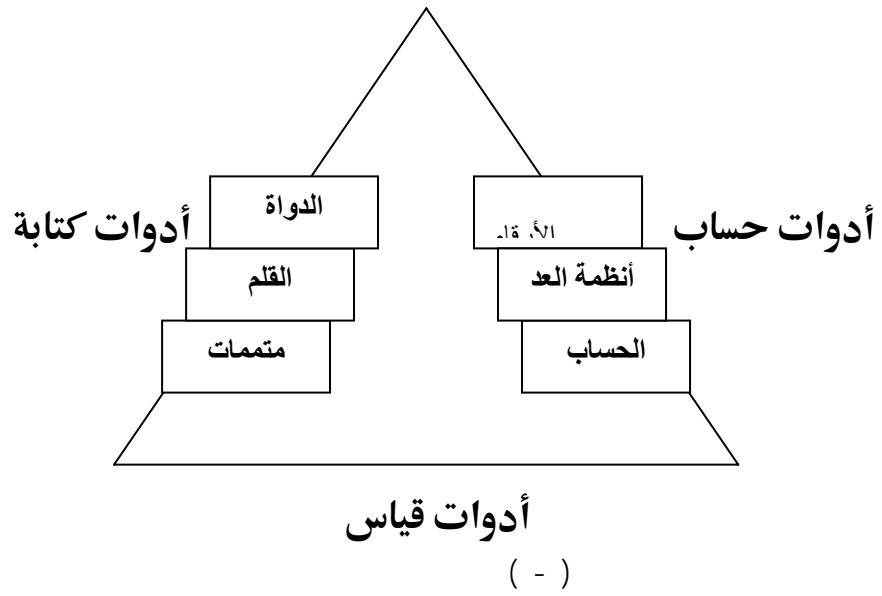 الدواة
أدوات كتابة
أدوات حساب
القلم
أنظمة العد
متممات
الحساب
أدوات قياس
( - )